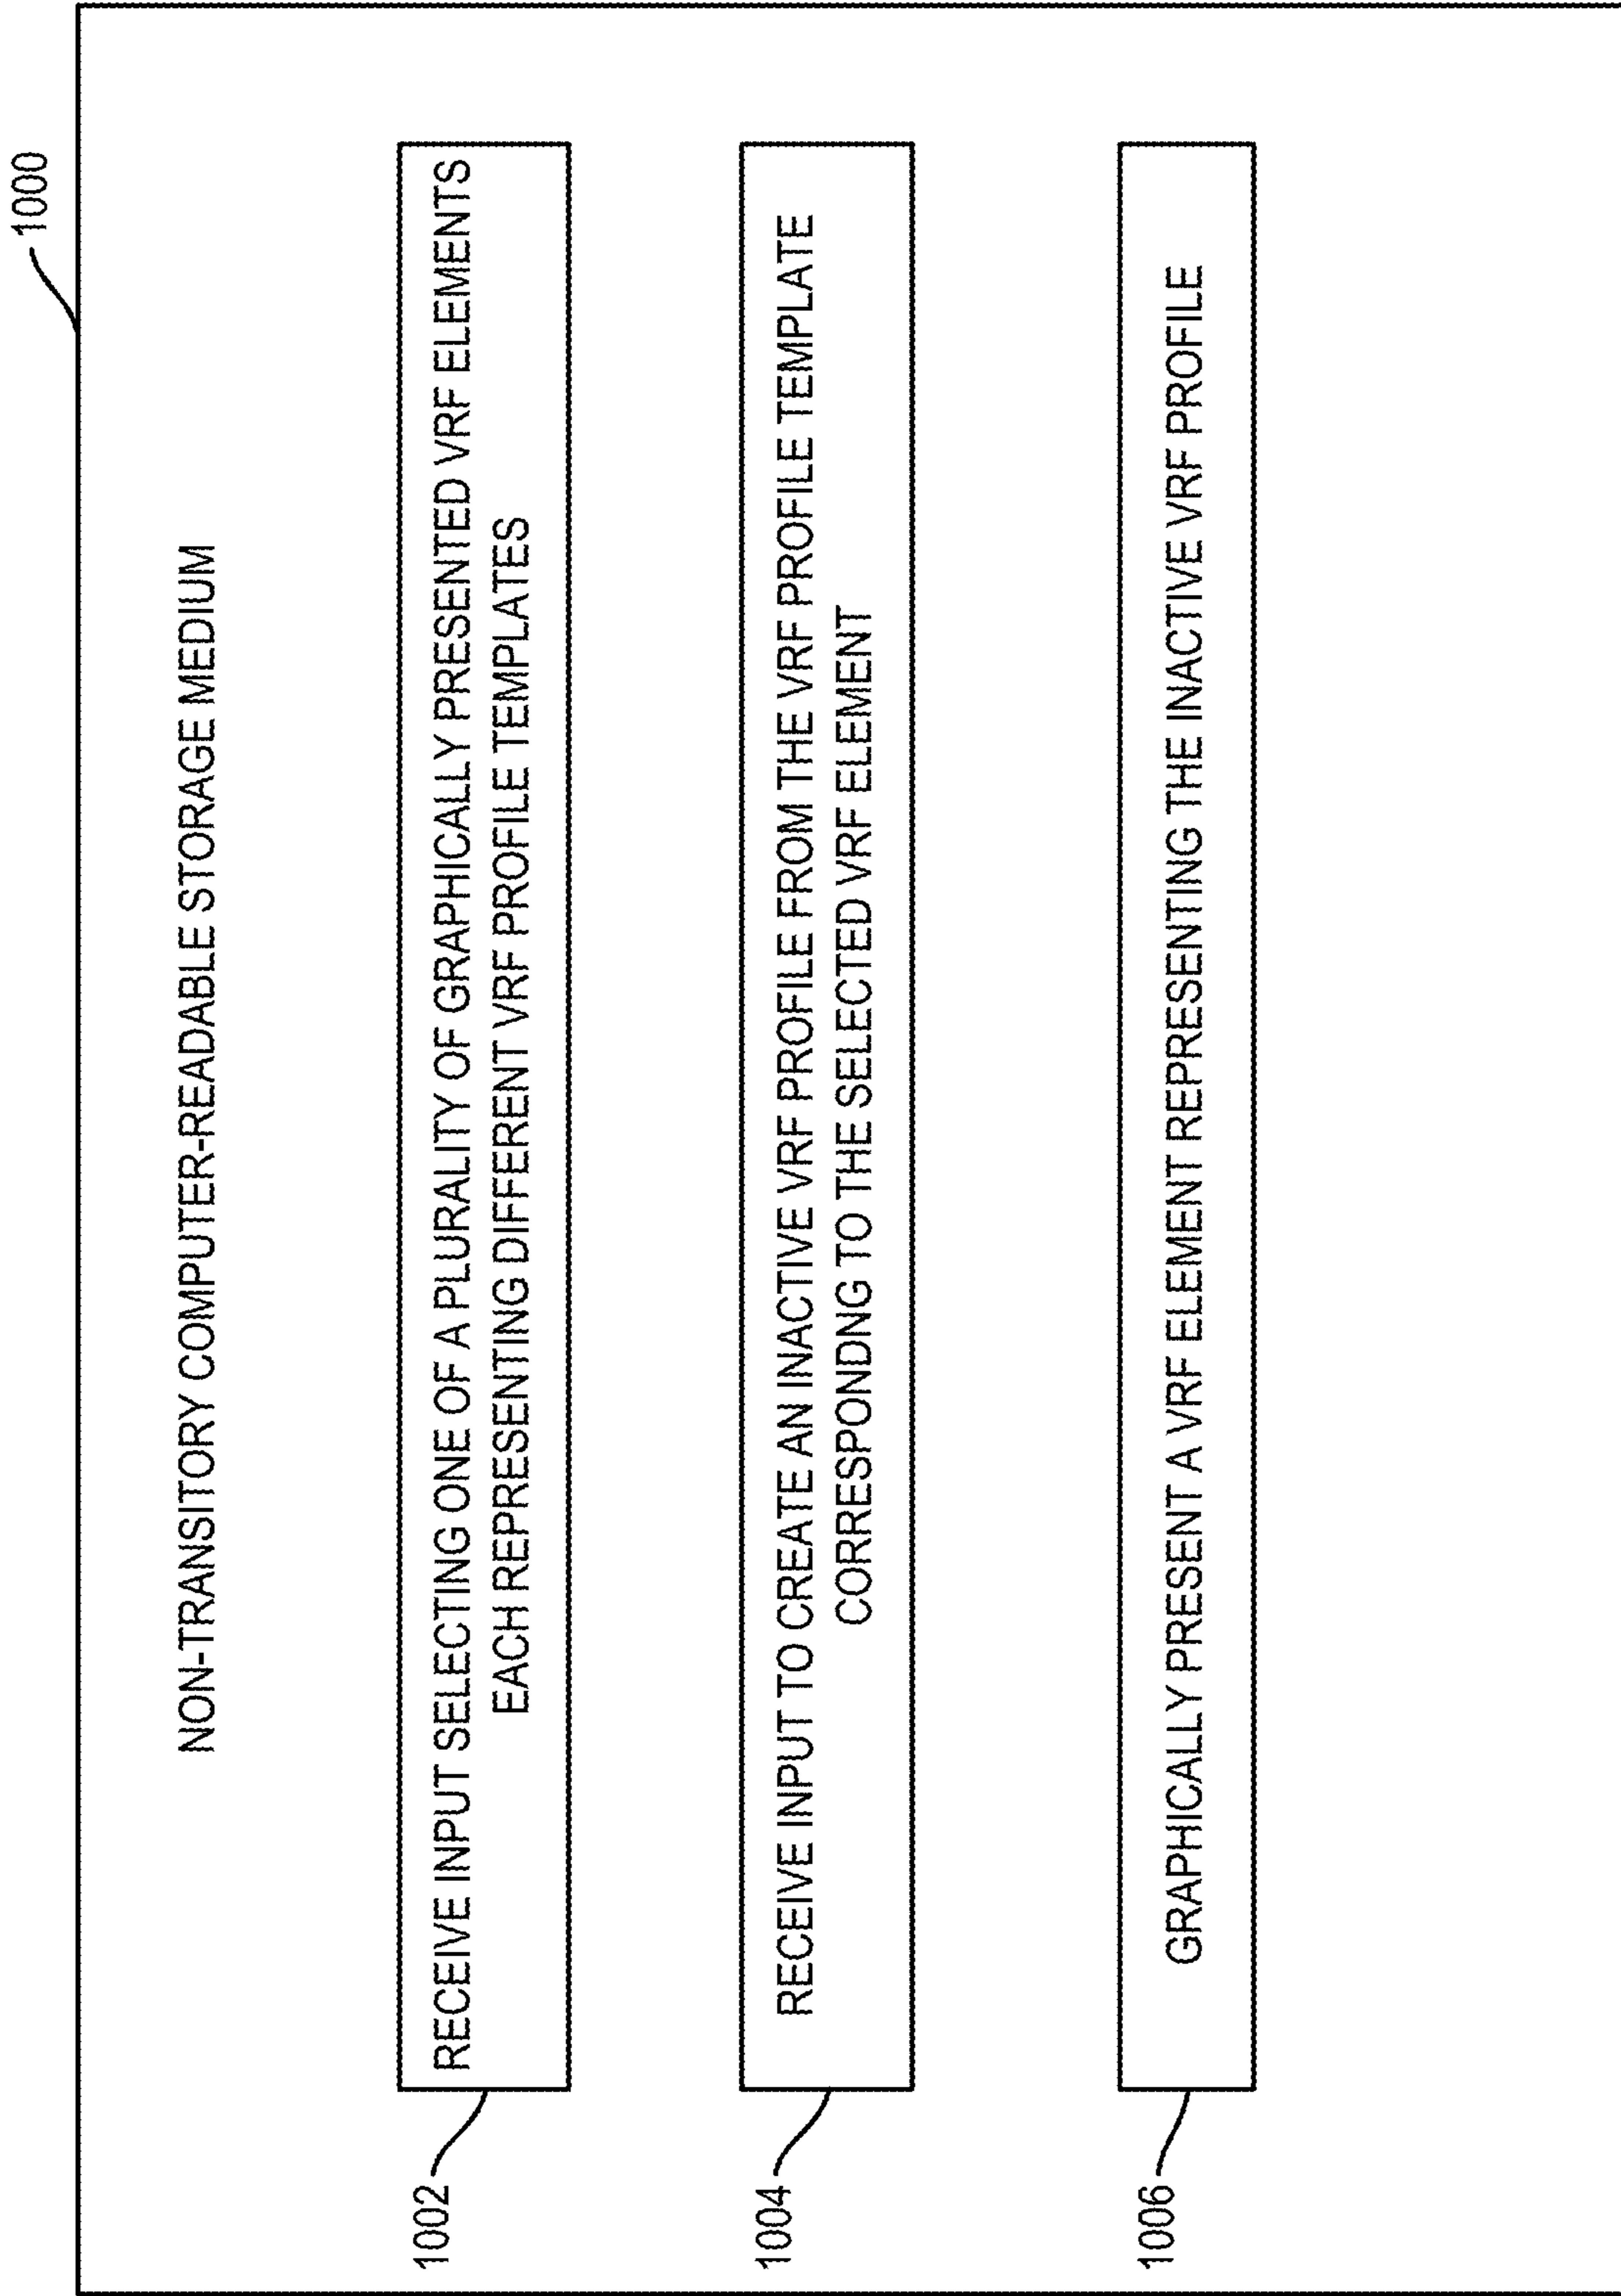 1000
NON-TRANSITORY COMPUTER-READABLE STORAGE MEDIUM
1002
RECEIVE INPUT SELECTING ONE OF A PLURALITY OF GRAPHICALLY PRESENTED VRF ELEMENTS
EACH REPRESENTING DIFFERENT VRF PROFILE TEMPLATES
1004
RECEIVE INPUT TO CREATE AN INACTIVE VRF PROFILE FROM THE VRF PROFILE TEMPLATE
CORRESPONDNG TO THE SELECTED VRF ELEMENT
1006
GRAPHICALLY PRESENT A VRF ELEMENT REPRESENTING THE INACTIVE VRF PROFILE